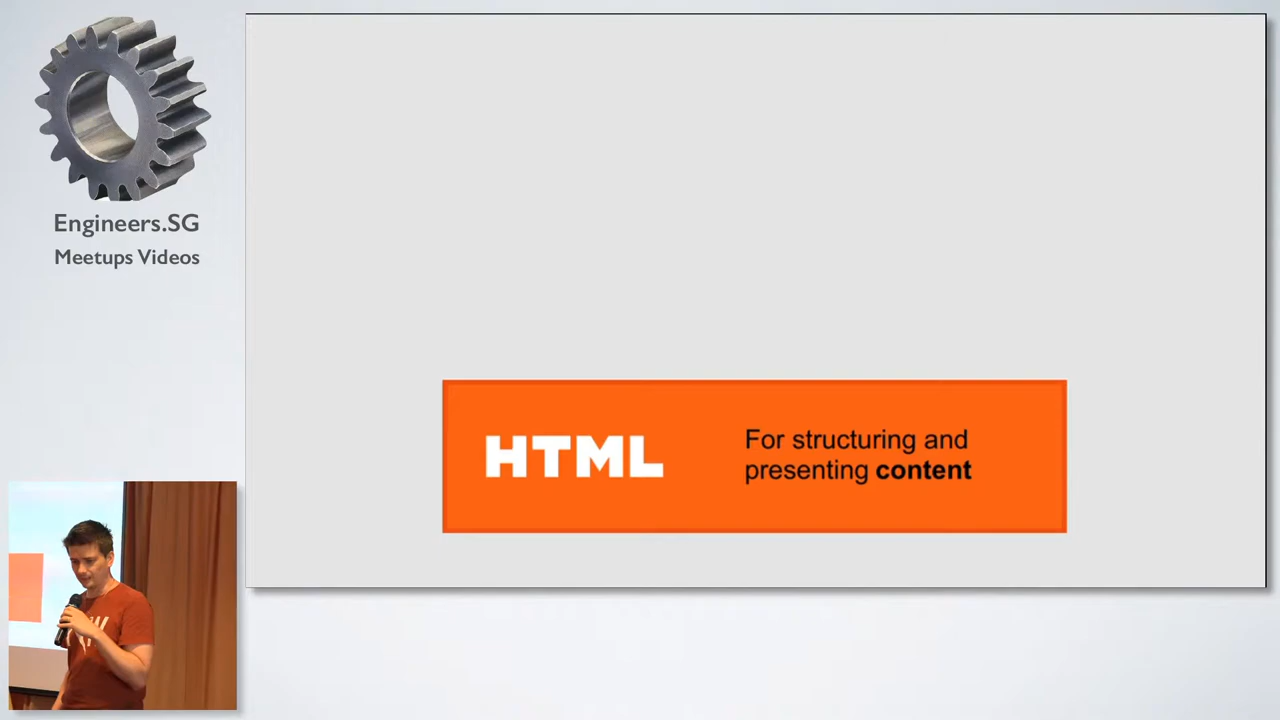 Engineers.SG
Meetups Videos
HTML
For structuring and
presenting content